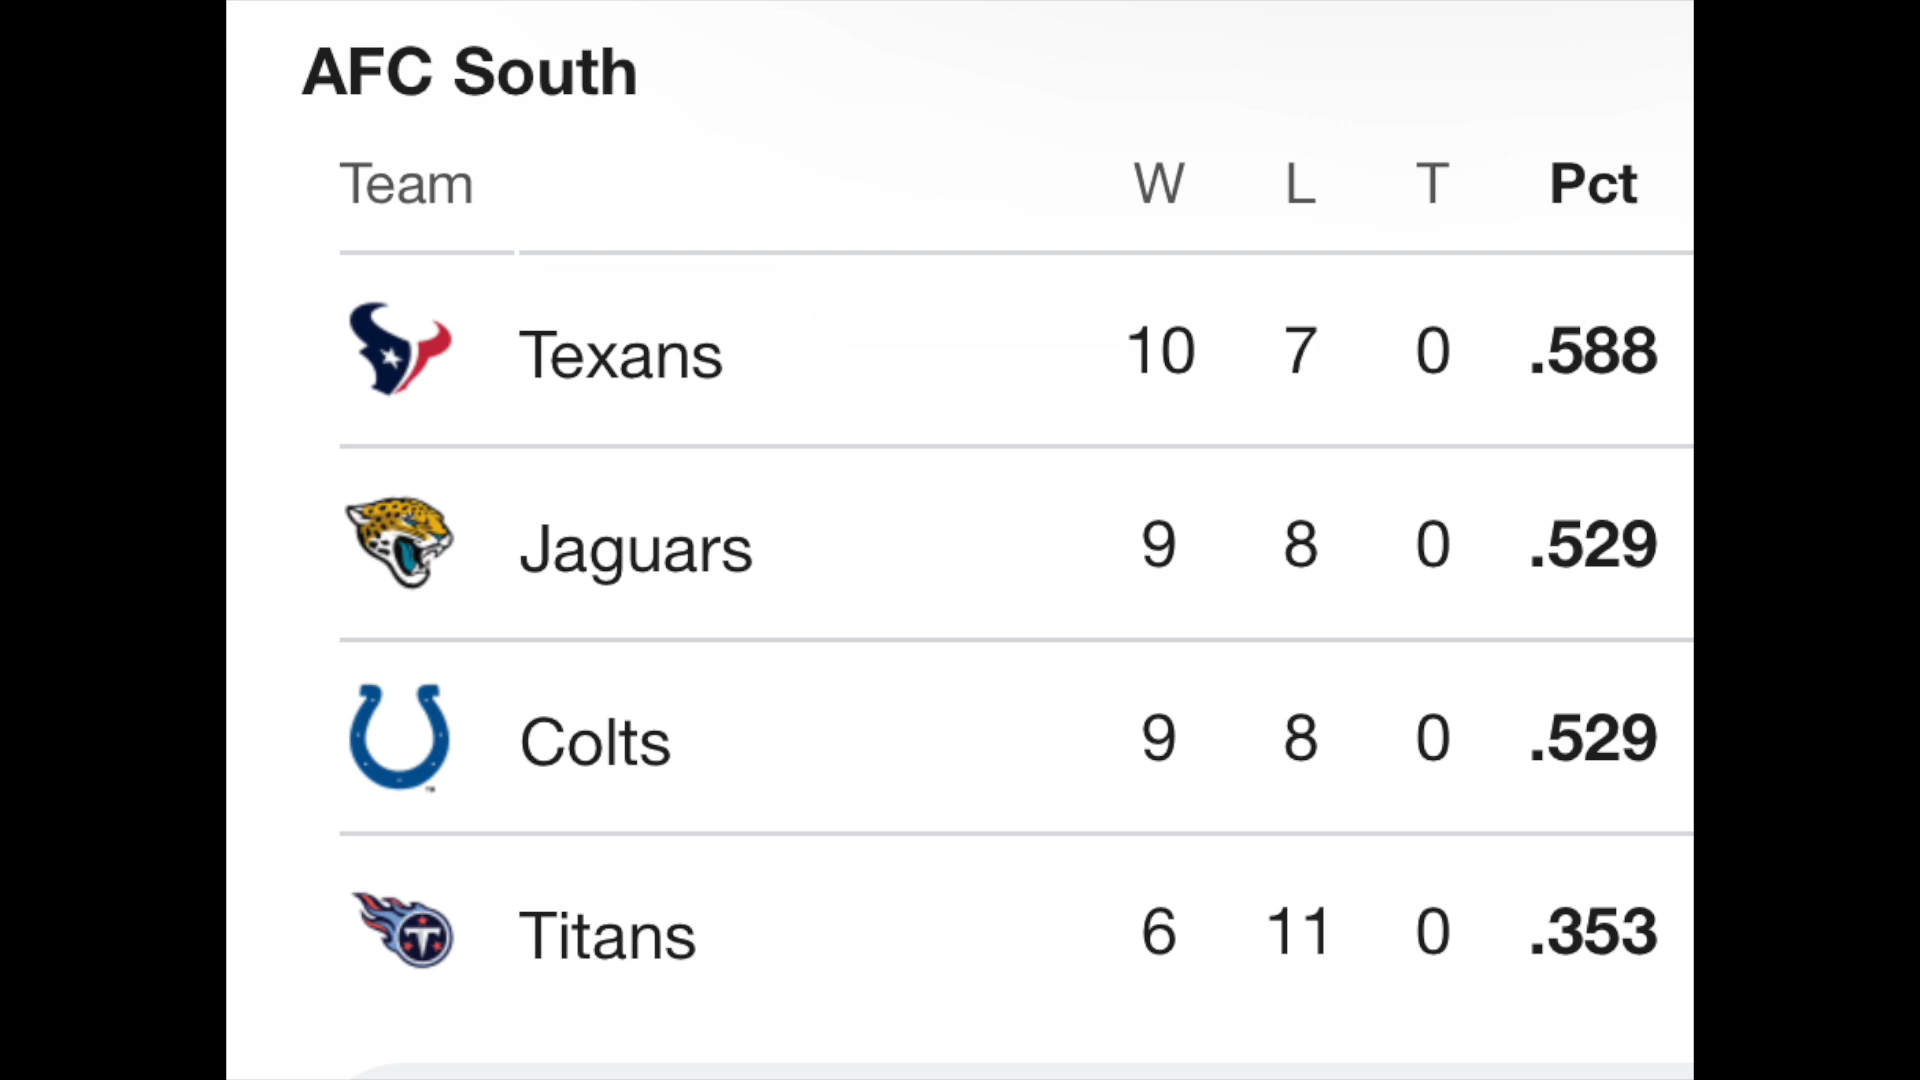 AFC South
Team W L T Pct
Texans 10 7 0 .588
Jaguars 9 8 0 .529
Colts 9 8 0 .529
Titans 6 11 0 .353